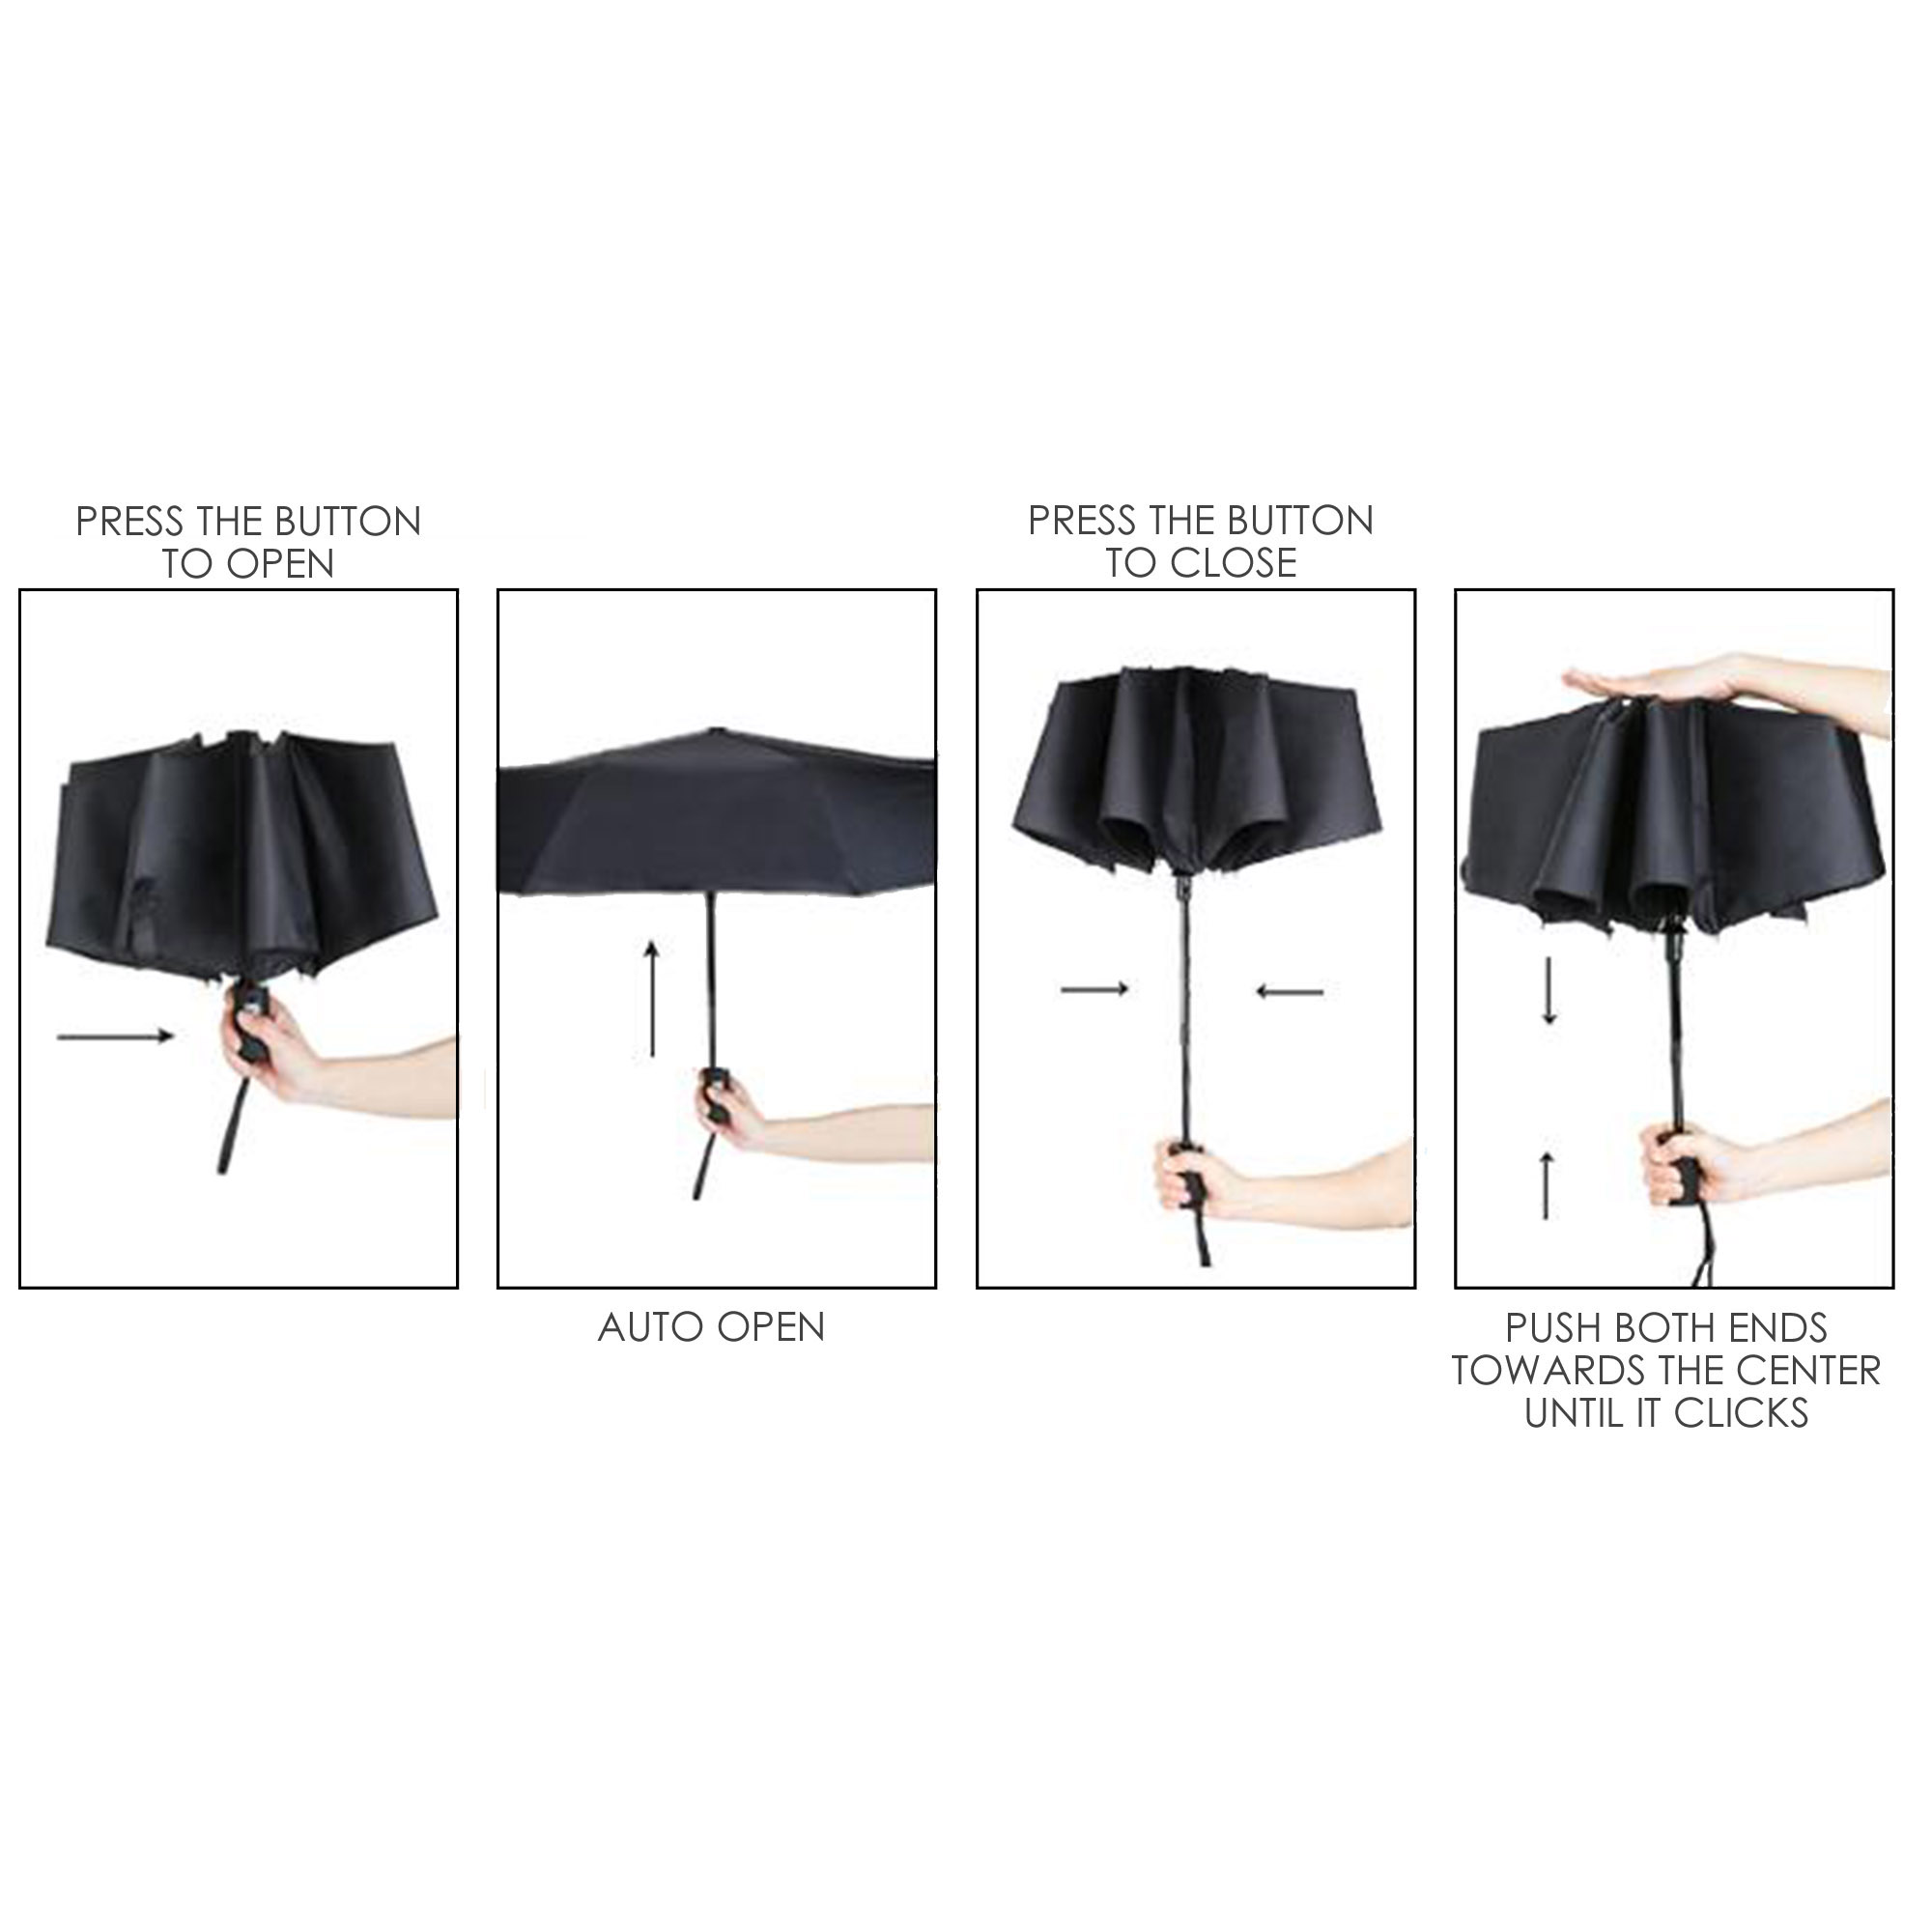 PRESS THE BUTTON
TO OPEN
AUTO OPEN
PRESS THE BUTTON
TO CLOSE
PUSH BOTH ENDS
TOWARDS THE CENTER
UNTIL IT CLICKS